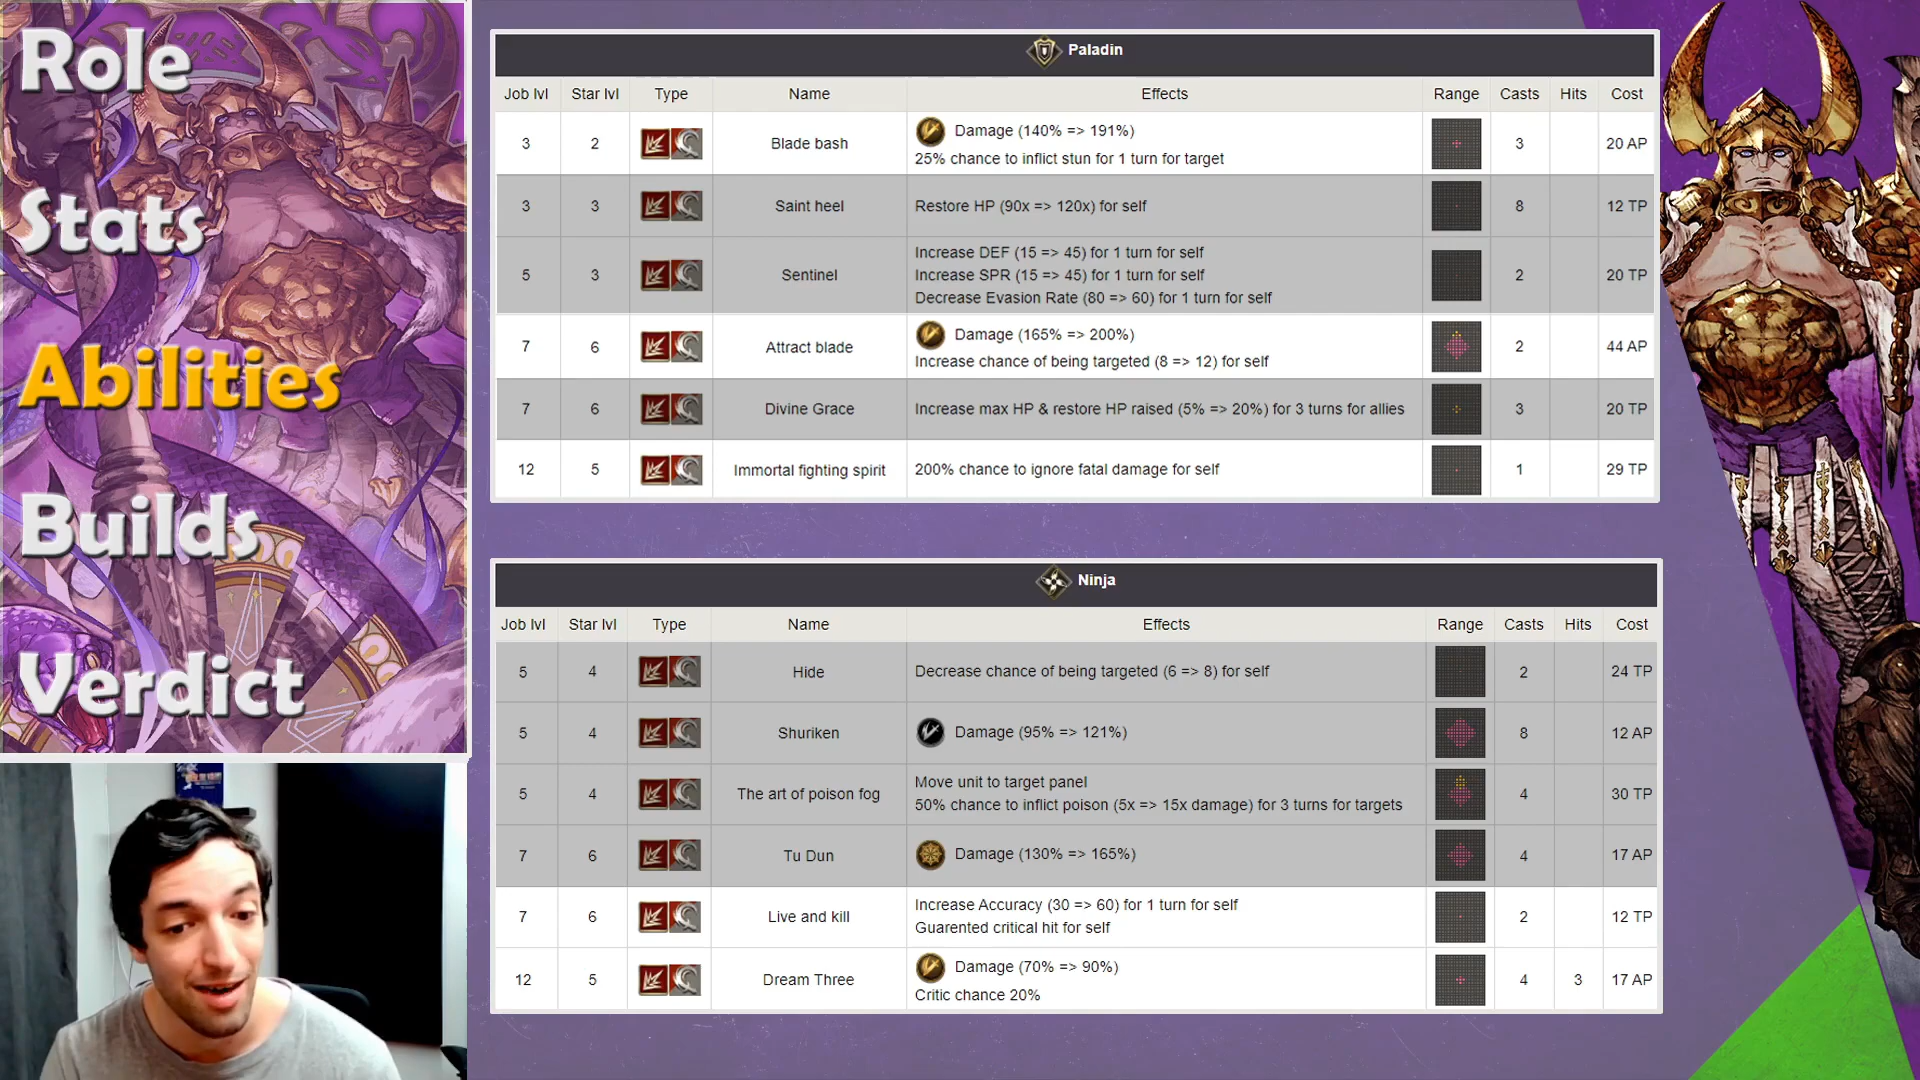 Role
Stats
Abilities
Builds
Verdict
Paladin
Job lvl Star lvl Type Name Effects Range Casts Hits Cost
3 2 Blade bash Damage (140% => 191%) 3 20 AP
25% chance to inflict stun for 1 turn for target
3 3 Saint heel Restore HP (90x => 120x) for self 8 12 TP
Increase DEF (15 => 45) for 1 turn for self
5 3 Sentinel Increase SPR (15 => 45) for 1 turn for self 2 20 TP
Decrease Evasion Rate (80 => 60) for 1 turn for self
7 6 Attract blade Damage (165% => 200%) 2 44 AP
Increase chance of being targeted (8 => 12) for self
7 6 Divine Grace Increase max HP & restore HP raised (5% => 20%) for 3 turns for allies 3 20 TP
12 5 Immortal fighting spirit 200% chance to ignore fatal damage for self 1 29 TP
Ninja
Job lvl Star lvl Type Name Effects Range Casts Hits Cost
5 4 Hide Decrease chance of being targeted (6 => 8) for self 2 24 TP
5 4 Shuriken Damage (95% => 121%) 8 12 AP
5 4 The art of poison fog Move unit to target panel 4 30 TP
50% chance to inflict poison (5x => 15x damage) for 3 turns for targets
7 6 Tu Dun Damage (130% => 165%) 4 17 AP
7 6 Live and kill Increase Accuracy (30 => 60) for 1 turn for self 2 12 TP
Guarented critical hit for self
12 5 Dream Three Damage (70% => 90%) 4 3 17 AP
Critic chance 20%